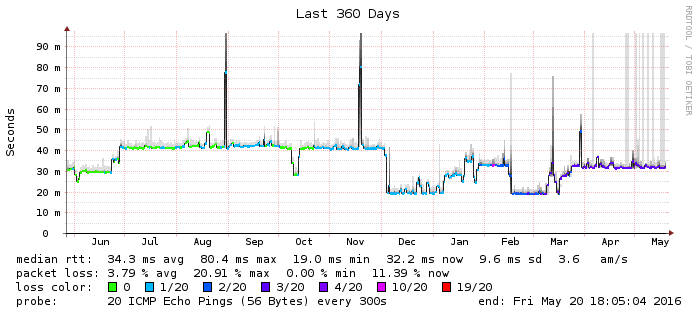 Last 360 Days
RRDTOOL / TOBI OETIKER
Seconds
90 m
80 m
70 m
60 m
50 m
40 m
30 m
20 m
10 m
0
Jun Jul Aug Sep Oct Nov Dec Jan Feb Mar Apr May
median rtt: 34.3 ms avg 80.4 ms max 19.0 ms min 32.2 ms now 9.6 ms sd 3.6 am/s
packet loss: 3.79 % avg 20.91 % max 0.00 % min 11.39 % now
loss color: 0 1/20 2/20 3/20 4/20 10/20 19/20
probe: 20 ICMP Echo Pings (56 Bytes) every 300s end: Fri May 20 18:05:04 2016